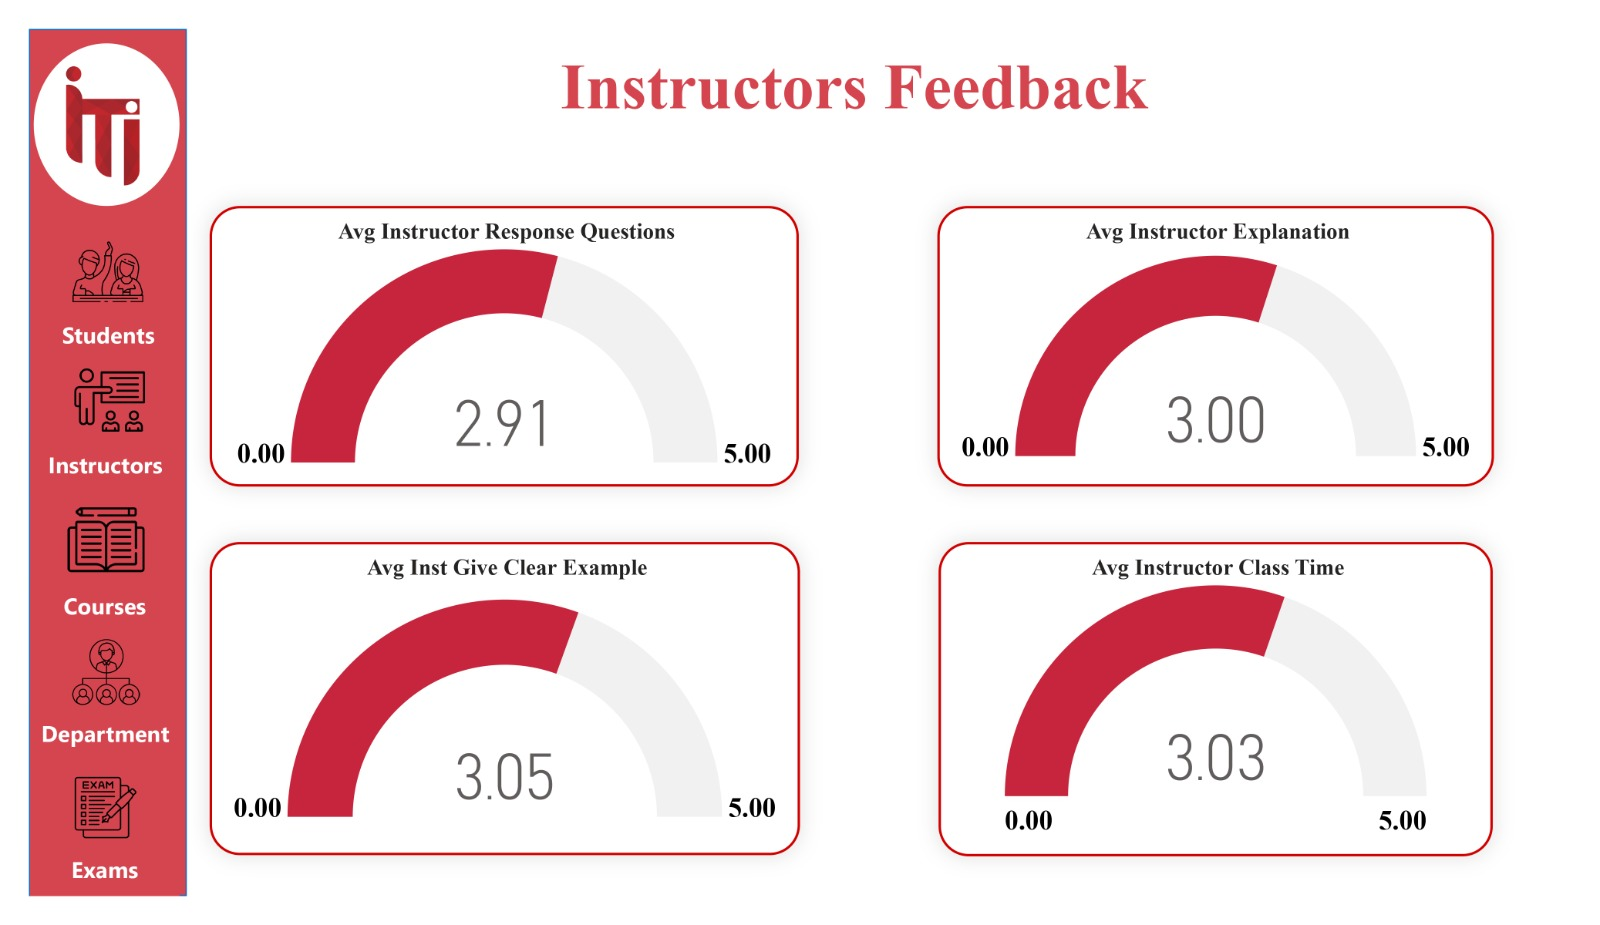 iTi
Instructors Feedback
Students
Instructors
Courses
Department
EXAM
Exams
Avg Instructor Response Questions
2.91
0.00
5.00
Avg Instructor Explanation
3.00
0.00
5.00
Avg Inst Give Clear Example
3.05
0.00
5.00
Avg Instructor Class Time
3.03
0.00
5.00